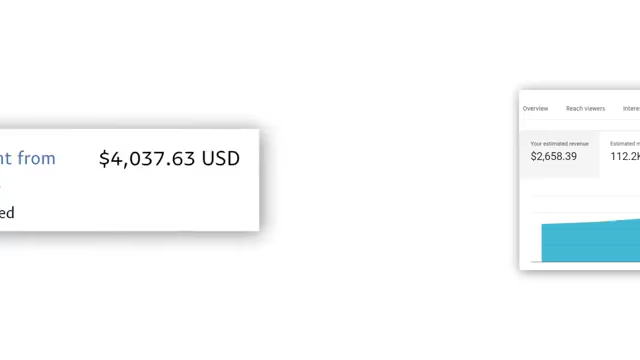 nt from
$4,037.63 USD
ed
Overview
Reach viewers
Your estimated revenue
Estimated
$2,658.39
112.2K